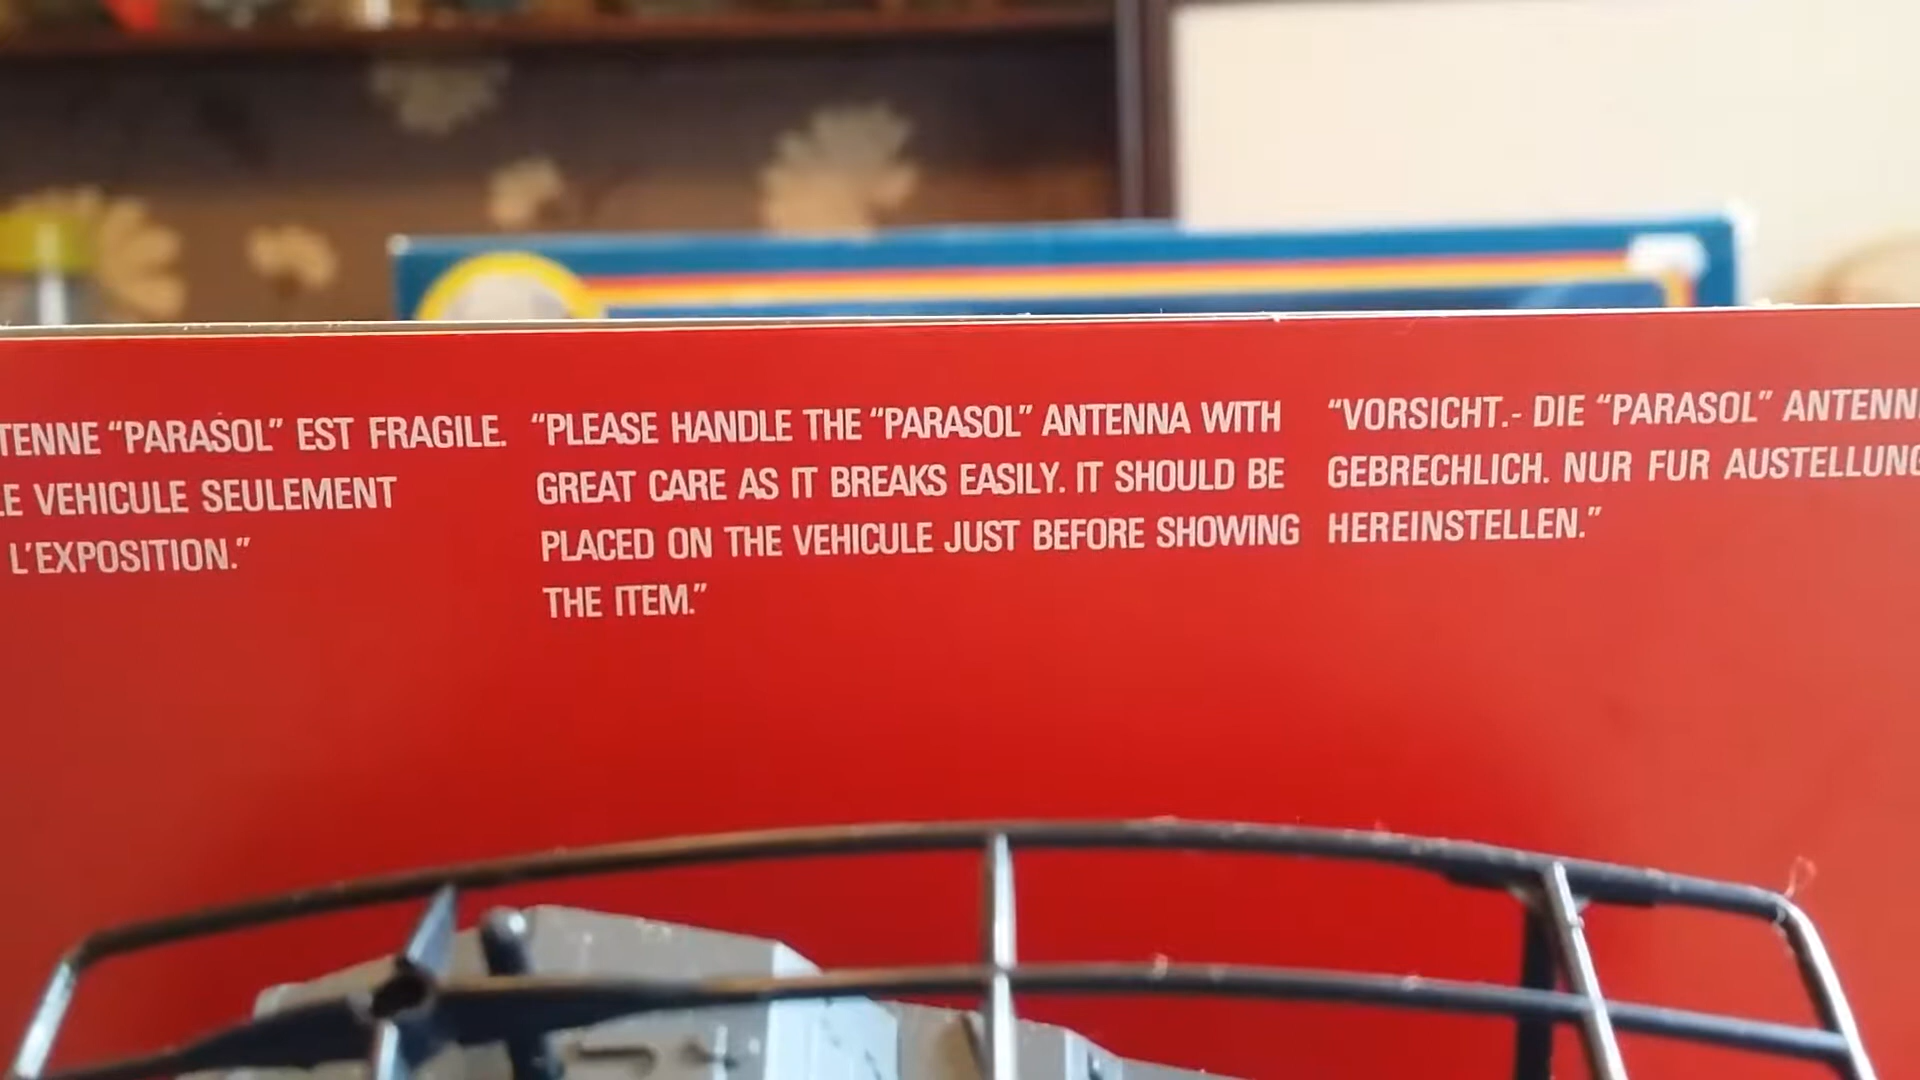 TENNE “PARASOL” EST FRAGILE.
LE VEHICULE SEULEMENT
L'EXPOSITION.”
“PLEASE HANDLE THE “PARASOL” ANTENNA WITH
GREAT CARE AS IT BREAKS EASILY. IT SHOULD BE
PLACED ON THE VEHICULE JUST BEFORE SHOWING
THE ITEM.”
“VORSICHT.- DIE “PARASOL” ANTENN
GEBRECHLICH. NUR FUR AUSTELLUNG
HEREINSTELLEN.”